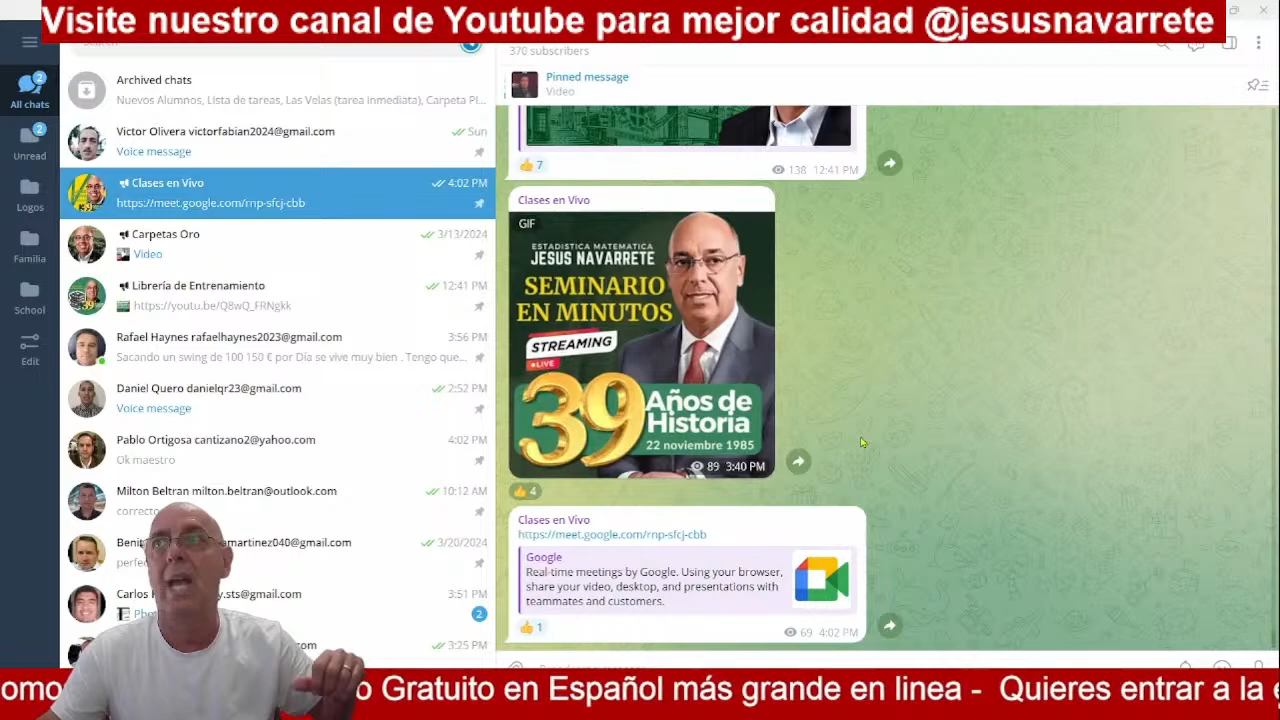 Visite nuestro canal de Youtube para mejor calidad @jesusnavarrete
All chats
2
Unread
2
Logos
Familia
School
Edit
Archived chats
Nuevos Alumnos, Lista de tareas, Las Velas (tarea inmediata), Carpeta Pl...
Victor Olivera victorfabian2024@gmail.com
Sun
Voice message
Clases en Vivo
4:02 PM
https://meet.google.com/rnp-sfcj-cbb
Carpetas Oro
3/13/2024
Video
Librería de Entrenamiento
12:41 PM
https://youtu.be/Q8wQ_FRNgkk
Rafael Haynes rafaelhaynes2023@gmail.com
3:56 PM
Sacando un swing de 100 150 € por Día se vive muy bien . Tengo que...
Daniel Quero danielqr23@gmail.com
2:52 PM
Voice message
Pablo Ortigosa cantizano2@yahoo.com
4:02 PM
Ok maestro
Milton Beltran milton.beltran@outlook.com
10:12 AM
correcto
amartinez040@gmail.com
3/20/2024
y.sts@gmail.com
3:51 PM
2
3:25 PM
370 subscribers
Pinned message
Video
7
138 12:41 PM
Clases en Vivo
GIF
ESTADISTICA MATEMATICA
JESUS NAVARRETE
SEMINARIO
EN MINUTOS
STREAMING
LIVE
39 Años de
Historia
22 noviembre 1985
89 3:40 PM
4
Clases en Vivo
https://meet.google.com/rnp-sfcj-cbb
Google
Real-time meetings by Google. Using your browser,
share your video, desktop, and presentations with
teammates and customers.
1
69 4:02 PM
o Gratuito en Español más grande en linea - Quieres entrar a la